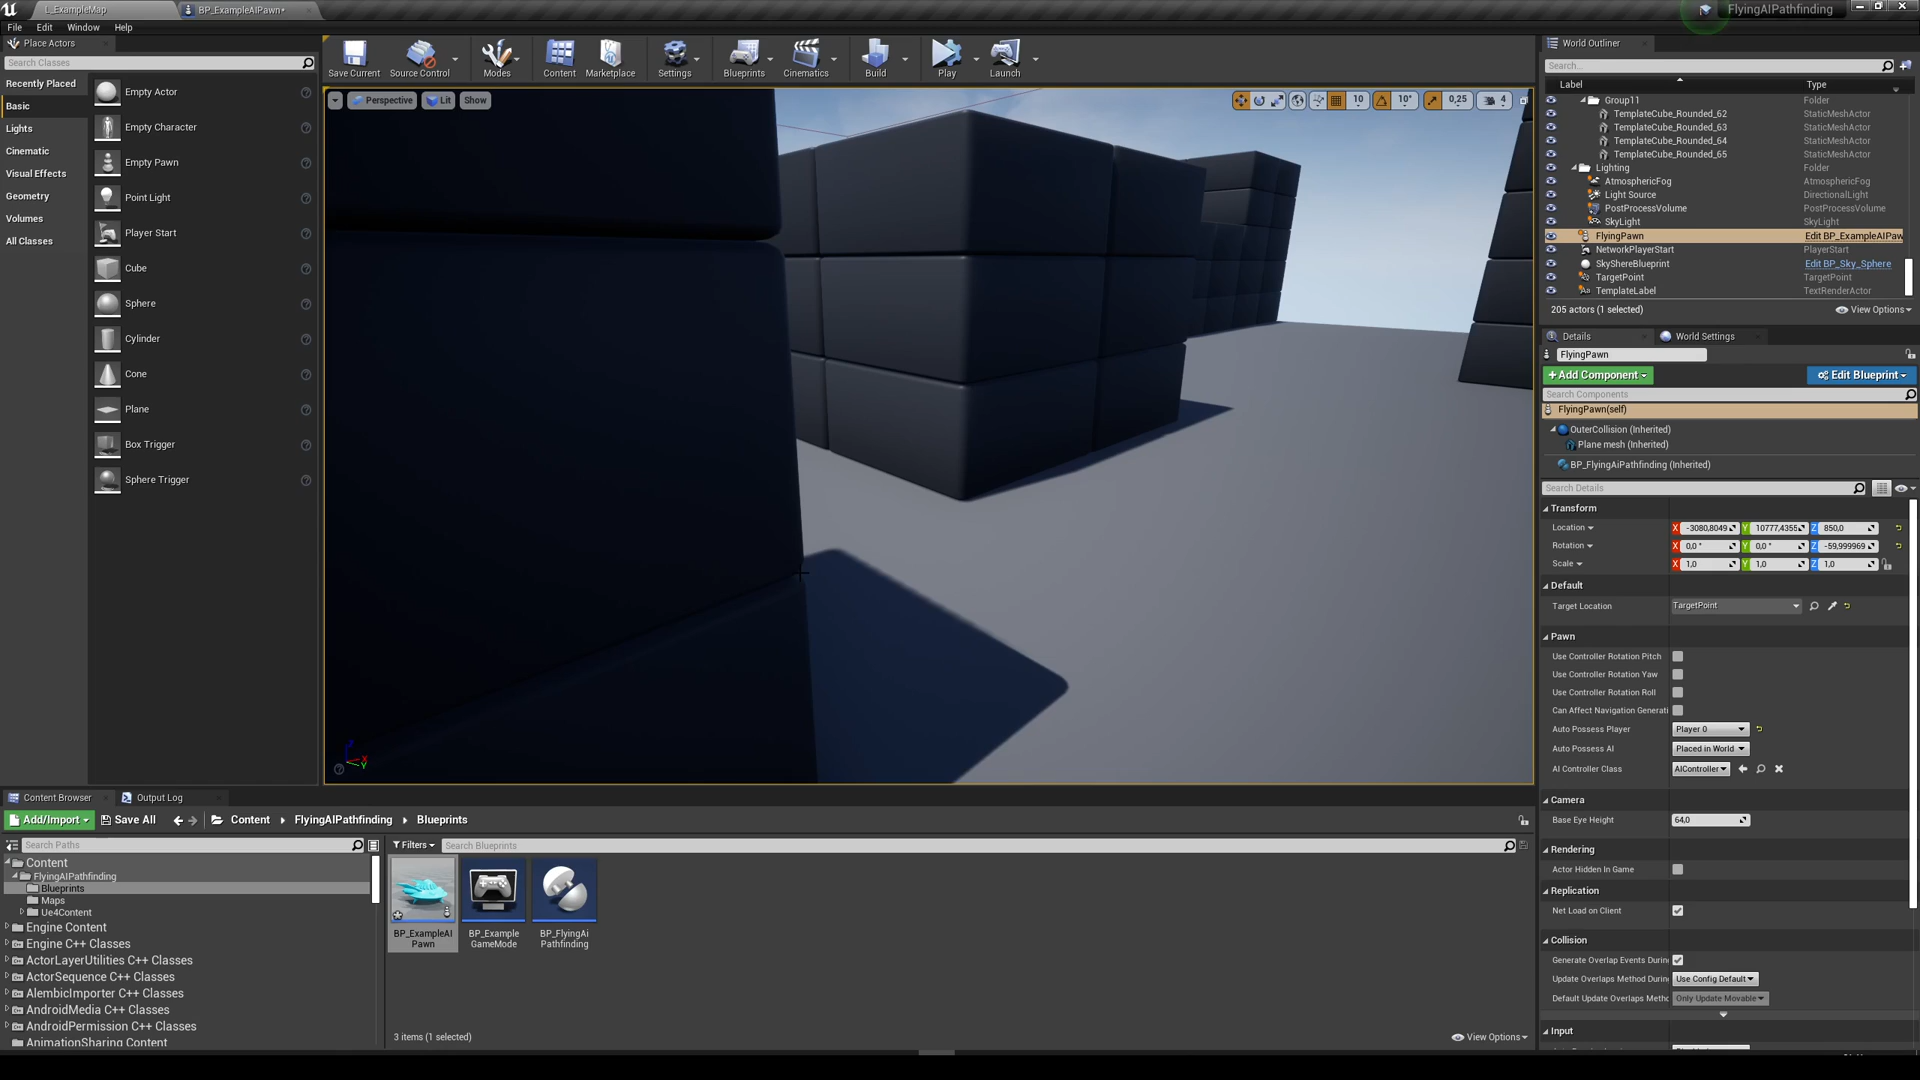 L_ExampleMap
BP_ExampleAIPawn*
FlyingAIPathfinding
File
Edit
Window
Help
Place Actors
Search Classes
Recently Placed
Basic
Lights
Cinematic
Visual Effects
Geometry
Volumes
All Classes
Empty Actor
Empty Character
Empty Pawn
Point Light
Player Start
Cube
Sphere
Cylinder
Cone
Plane
Box Trigger
Sphere Trigger
Save Current
Source Control
Modes
Content
Marketplace
Settings
Blueprints
Cinematics
Build
Play
Launch
Perspective
Lit
Show
10
10°
0,25
4
World Outliner
Search...
Label
Type
Group11 Folder
TemplateCube_Rounded_62 StaticMeshActor
TemplateCube_Rounded_63 StaticMeshActor
TemplateCube_Rounded_64 StaticMeshActor
TemplateCube_Rounded_65 StaticMeshActor
Lighting Folder
AtmosphericFog AtmosphericFog
Light Source DirectionalLight
PostProcessVolume PostProcessVolume
SkyLight SkyLight
FlyingPawn Edit BP_ExampleAIPaw
NetworkPlayerStart PlayerStart
SkyShereBlueprint Edit BP_Sky_Sphere
TargetPoint TargetPoint
TemplateLabel TextRenderActor
205 actors (1 selected)
View Options
Details
World Settings
FlyingPawn
+ Add Component
Edit Blueprint
Search Components
FlyingPawn(self)
OuterCollision (Inherited)
Plane mesh (Inherited)
BP_FlyingAiPathfinding (Inherited)
Search Details
Transform
Location X -3080,8049 Y 10777,4355 Z 850,0
Rotation X 0,0 ° Y 0,0 ° Z -59,999969
Scale X 1,0 Y 1,0 Z 1,0
Default
Target Location TargetPoint
Pawn
Use Controller Rotation Pitch
Use Controller Rotation Yaw
Use Controller Rotation Roll
Can Affect Navigation Generati
Auto Possess Player Player 0
Auto Possess AI Placed in World
AI Controller Class AIController
Camera
Base Eye Height 64,0
Rendering
Actor Hidden In Game
Replication
Net Load on Client
Collision
Generate Overlap Events Durin
Update Overlaps Method Durin Use Config Default
Default Update Overlaps Metho Only Update Movable
Input
Content Browser
Output Log
Add/Import
Save All
Content
FlyingAIPathfinding
Blueprints
Search Paths
Filters
Search Blueprints
Content
FlyingAIPathfinding
Blueprints
Maps
Ue4Content
Engine Content
Engine C++ Classes
ActorLayerUtilities C++ Classes
ActorSequence C++ Classes
AlembicImporter C++ Classes
AndroidMedia C++ Classes
AndroidPermission C++ Classes
AnimationSharing Content
BP_ExampleAI
Pawn
BP_Example
GameMode
BP_FlyingAi
Pathfinding
3 items (1 selected)
View Options